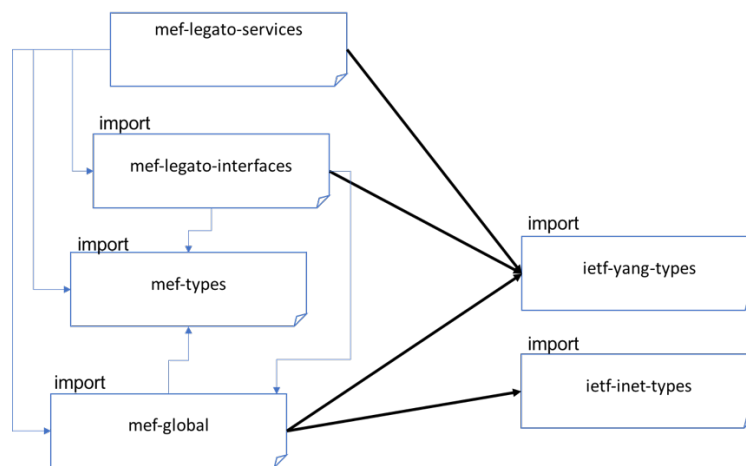 mef-legato-services
import
mef-legato-interfaces
import
mef-types
import
mef-global
import
ietf-yang-types
import
ietf-inet-types